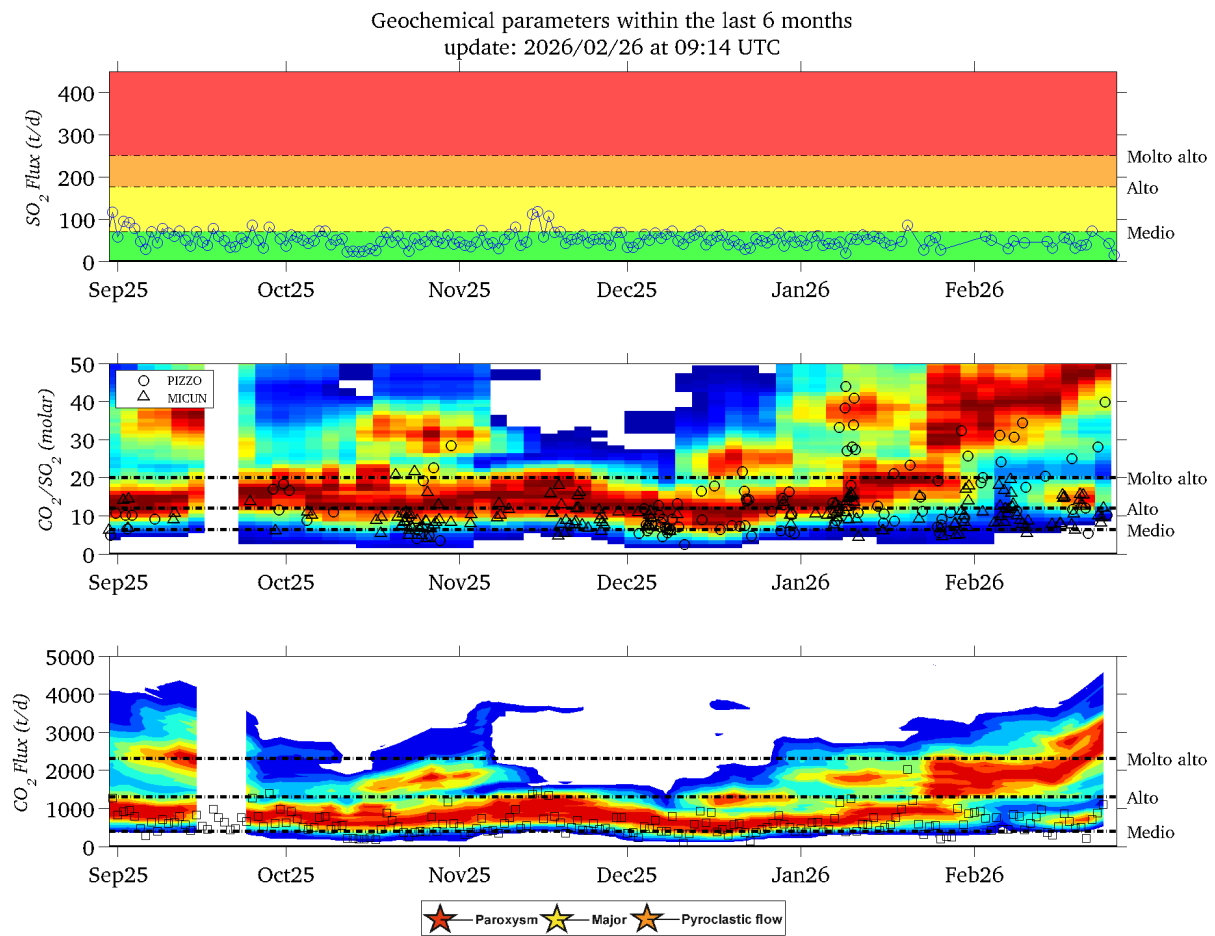 Geochemical parameters within the last 6 months
update: 2026/02/26 at 09:14 UTC
SO2 Flux (t/d)
400
300
200
100
0
Molto alto
Alto
Medio
Sep25 Oct25 Nov25 Dec25 Jan26 Feb26
CO2/SO2 (molar)
50
40
30
20
10
0
PIZZO
MICUN
Molto alto
Alto
Medio
Sep25 Oct25 Nov25 Dec25 Jan26 Feb26
CO2 Flux (t/d)
5000
4000
3000
2000
1000
0
Molto alto
Alto
Medio
Sep25 Oct25 Nov25 Dec25 Jan26 Feb26
Paroxysm Major Pyroclastic flow